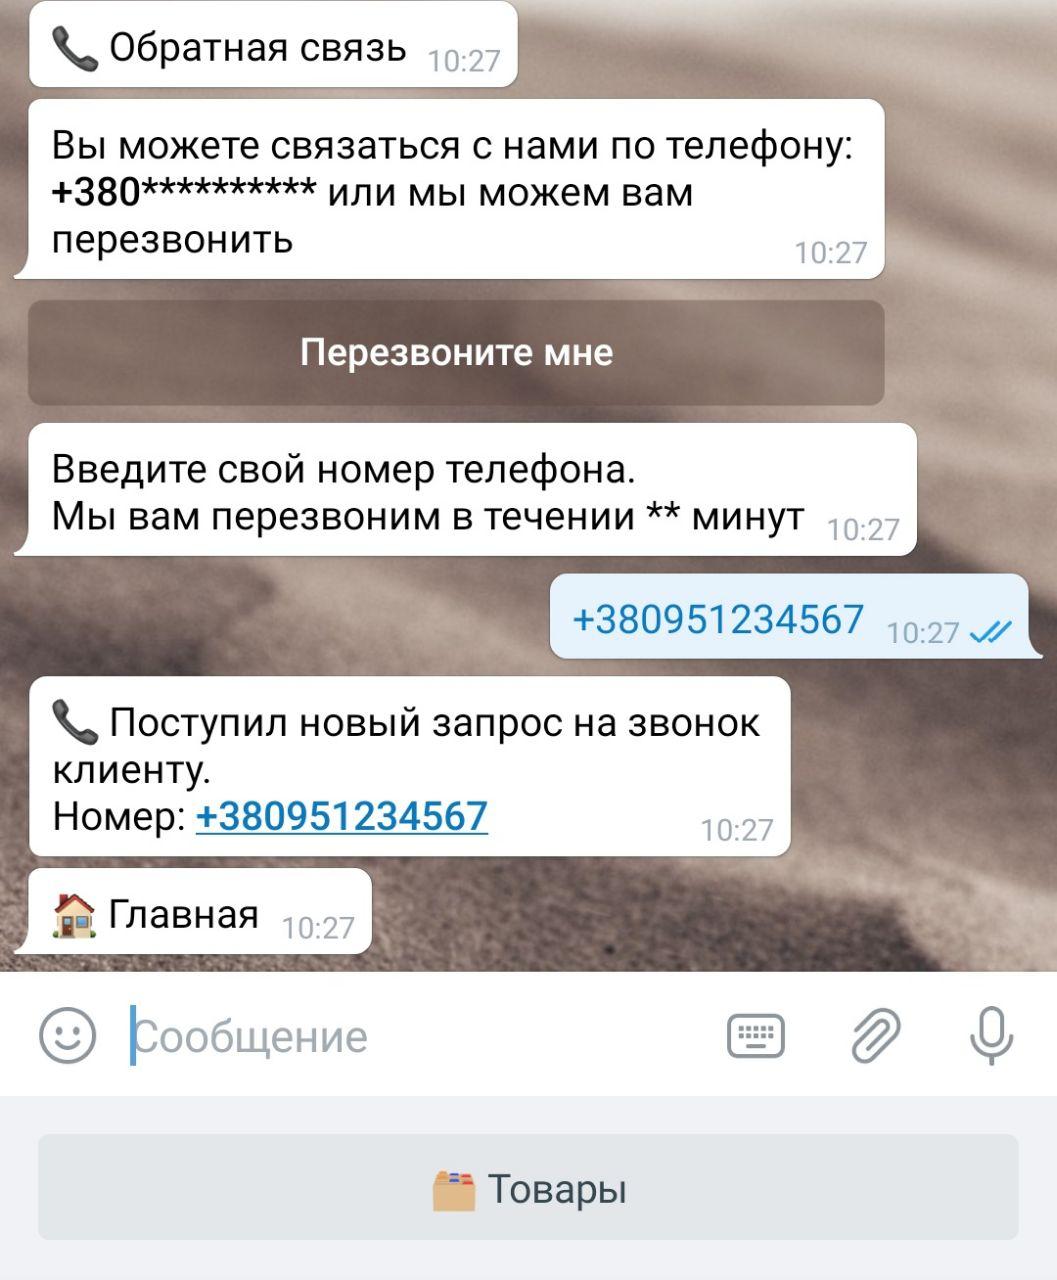 📞 Обратная связь 10:27
Вы можете связаться с нами по телефону:
+380********** или мы можем вам
перезвонить 10:27
Перезвоните мне
Введите свой номер телефона.
Мы вам перезвоним в течении ** минут 10:27
+380951234567 10:27
📞 Поступил новый запрос на звонок
клиенту.
Номер: +380951234567 10:27
🏠 Главная 10:27
Сообщение
🗂 Товары